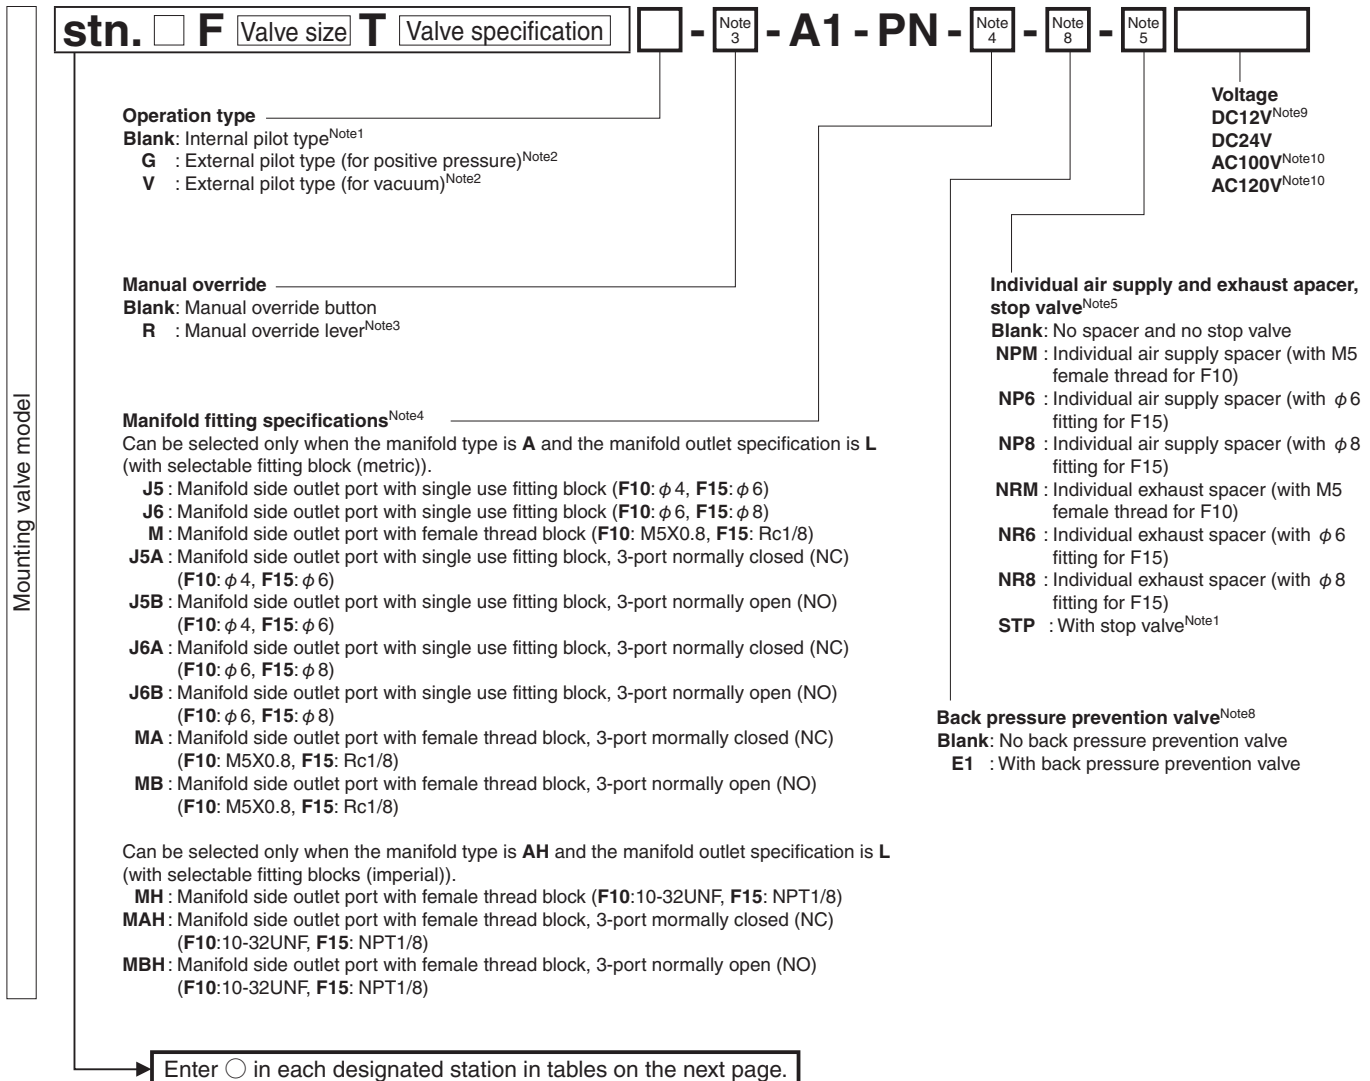 stn. □ F Valve size T Valve specification □ - Note 3 - A1 - PN - Note 4 - Note 8 - Note 5
Mounting valve model
Operation type
Blank: Internal pilot typeNote1
G : External pilot type (for positive pressure)Note2
V : External pilot type (for vacuum)Note2
Voltage
DC12VNote9
DC24V
AC100VNote10
AC120VNote10
Manual override
Blank: Manual override button
R : Manual override leverNote3
Individual air supply and exhaust apacer,
stop valveNote5
Blank: No spacer and no stop valve
NPM : Individual air supply spacer (with M5
female thread for F10)
NP6 : Individual air supply spacer (with φ6
fitting for F15)
NP8 : Individual air supply spacer (with φ8
fitting for F15)
NRM : Individual exhaust spacer (with M5
female thread for F10)
NR6 : Individual exhaust spacer (with φ6
fitting for F15)
NR8 : Individual exhaust spacer (with φ8
fitting for F15)
STP : With stop valveNote1
Manifold fitting specificationsNote4
Can be selected only when the manifold type is A and the manifold outlet specification is L
(with selectable fitting block (metric)).
J5 : Manifold side outlet port with single use fitting block (F10: φ4, F15: φ6)
J6 : Manifold side outlet port with single use fitting block (F10: φ6, F15: φ8)
M : Manifold side outlet port with female thread block (F10: M5X0.8, F15: Rc1/8)
J5A : Manifold side outlet port with single use fitting block, 3-port normally closed (NC)
(F10: φ4, F15: φ6)
J5B : Manifold side outlet port with single use fitting block, 3-port normally open (NO)
(F10: φ4, F15: φ6)
J6A : Manifold side outlet port with single use fitting block, 3-port normally closed (NC)
(F10: φ6, F15: φ8)
J6B : Manifold side outlet port with single use fitting block, 3-port normally open (NO)
(F10: φ6, F15: φ8)
MA : Manifold side outlet port with female thread block, 3-port mormally closed (NC)
(F10: M5X0.8, F15: Rc1/8)
MB : Manifold side outlet port with female thread block, 3-port normally open (NO)
(F10: M5X0.8, F15: Rc1/8)
Back pressure prevention valveNote8
Blank: No back pressure prevention valve
E1 : With back pressure prevention valve
Can be selected only when the manifold type is AH and the manifold outlet specification is L
(with selectable fitting blocks (imperial)).
MH : Manifold side outlet port with female thread block (F10:10-32UNF, F15: NPT1/8)
MAH : Manifold side outlet port with female thread block, 3-port mormally closed (NC)
(F10:10-32UNF, F15: NPT1/8)
MBH : Manifold side outlet port with female thread block, 3-port normally open (NO)
(F10:10-32UNF, F15: NPT1/8)
Enter ○ in each designated station in tables on the next page.